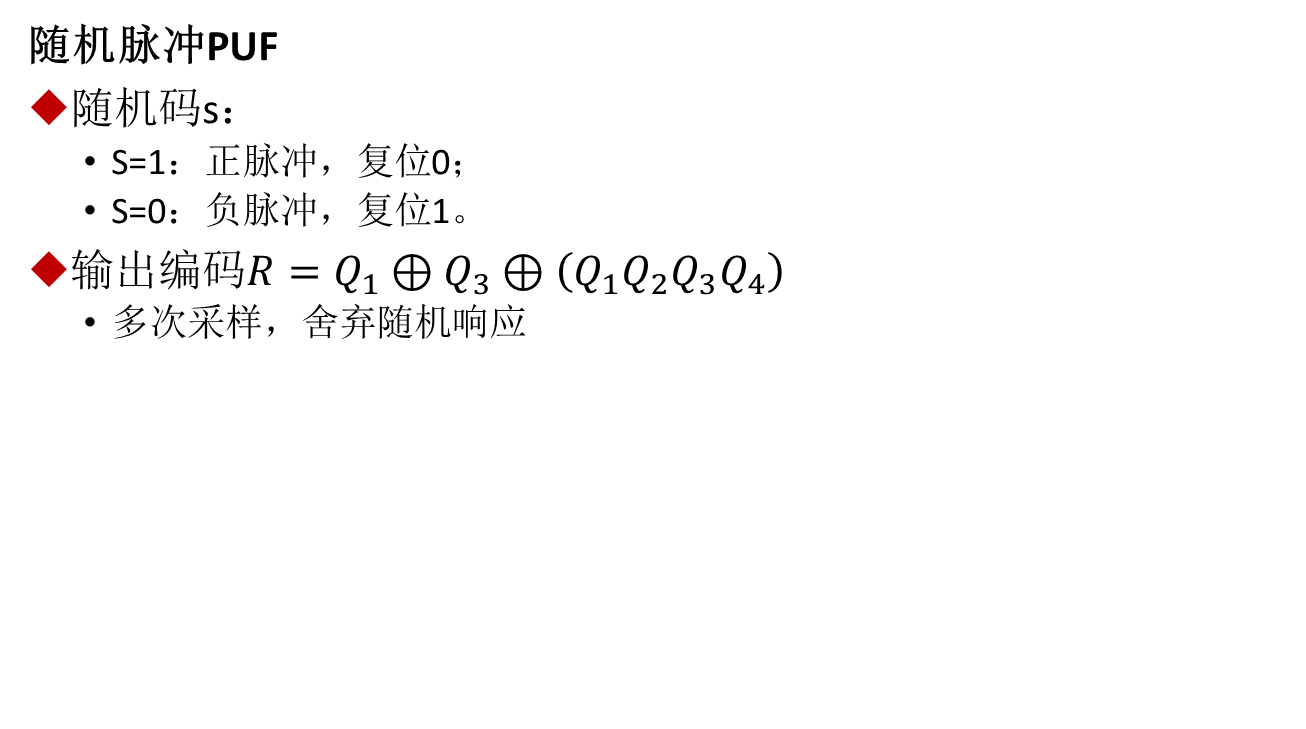 随机脉冲PUF
◆随机码s：
• S=1：正脉冲，复位0；
• S=0：负脉冲，复位1。
◆输出编码𝑅 = 𝑄₁ ⊕ 𝑄₃ ⊕ (𝑄₁𝑄₂𝑄₃𝑄₄)
• 多次采样，舍弃随机响应